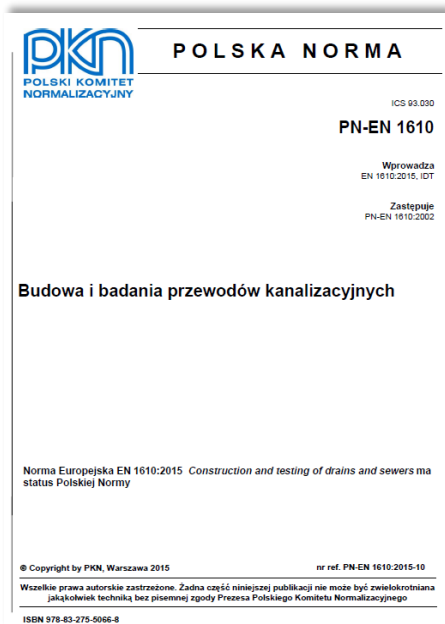 PKN
POLSKI KOMITET
NORMALIZACYJNY
POLSKA NORMA
ICS 93.030
PN-EN 1610
Wprowadza
EN 1610:2015, IDT
Zastępuje
PN-EN 1610:2002
Budowa i badania przewodów kanalizacyjnych
Norma Europejska EN 1610:2015 Construction and testing of drains and sewers ma
status Polskiej Normy
© Copyright by PKN, Warszawa 2015
nr ref. PN-EN 1610:2015-10
Wszelkie prawa autorskie zastrzeżone. Żadna część niniejszej publikacji nie może być zwielokrotniana
jakąkolwiek techniką bez pisemnej zgody Prezesa Polskiego Komitetu Normalizacyjnego
ISBN 978-83-275-5066-8